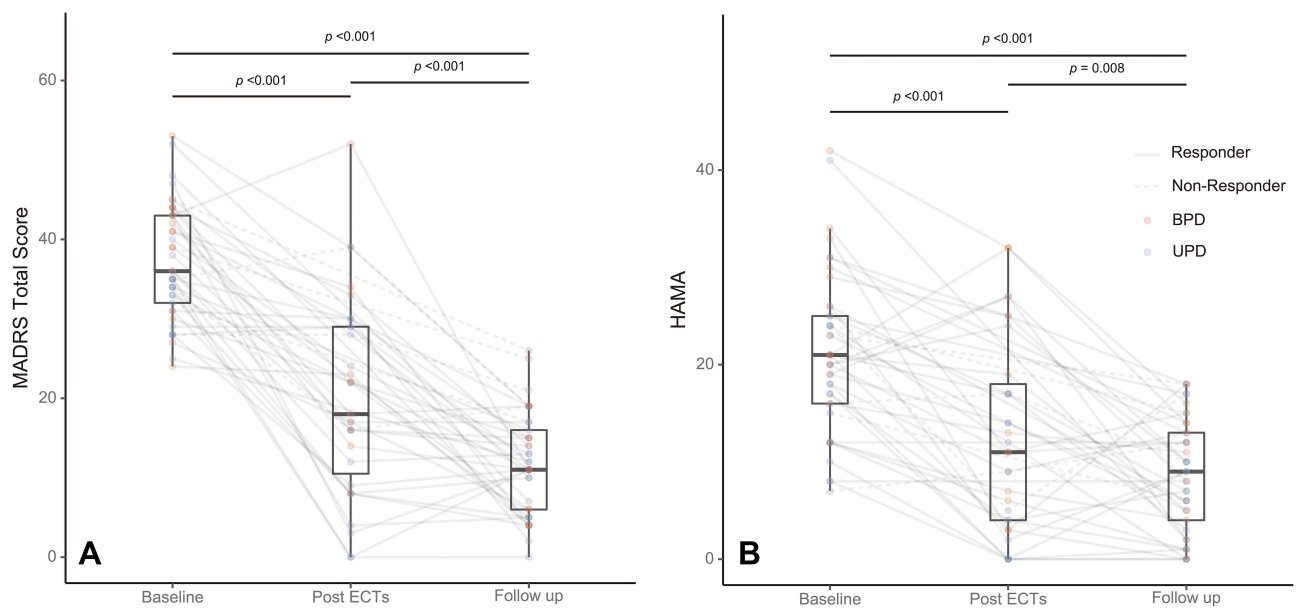 p <0.001
p <0.001
p <0.001
60
40
20
0
MADRS Total Score
A
Baseline
Post ECTs
Follow up
p <0.001
p = 0.008
p <0.001
40
20
0
HAMA
Responder
Non-Responder
BPD
UPD
B
Baseline
Post ECTs
Follow up